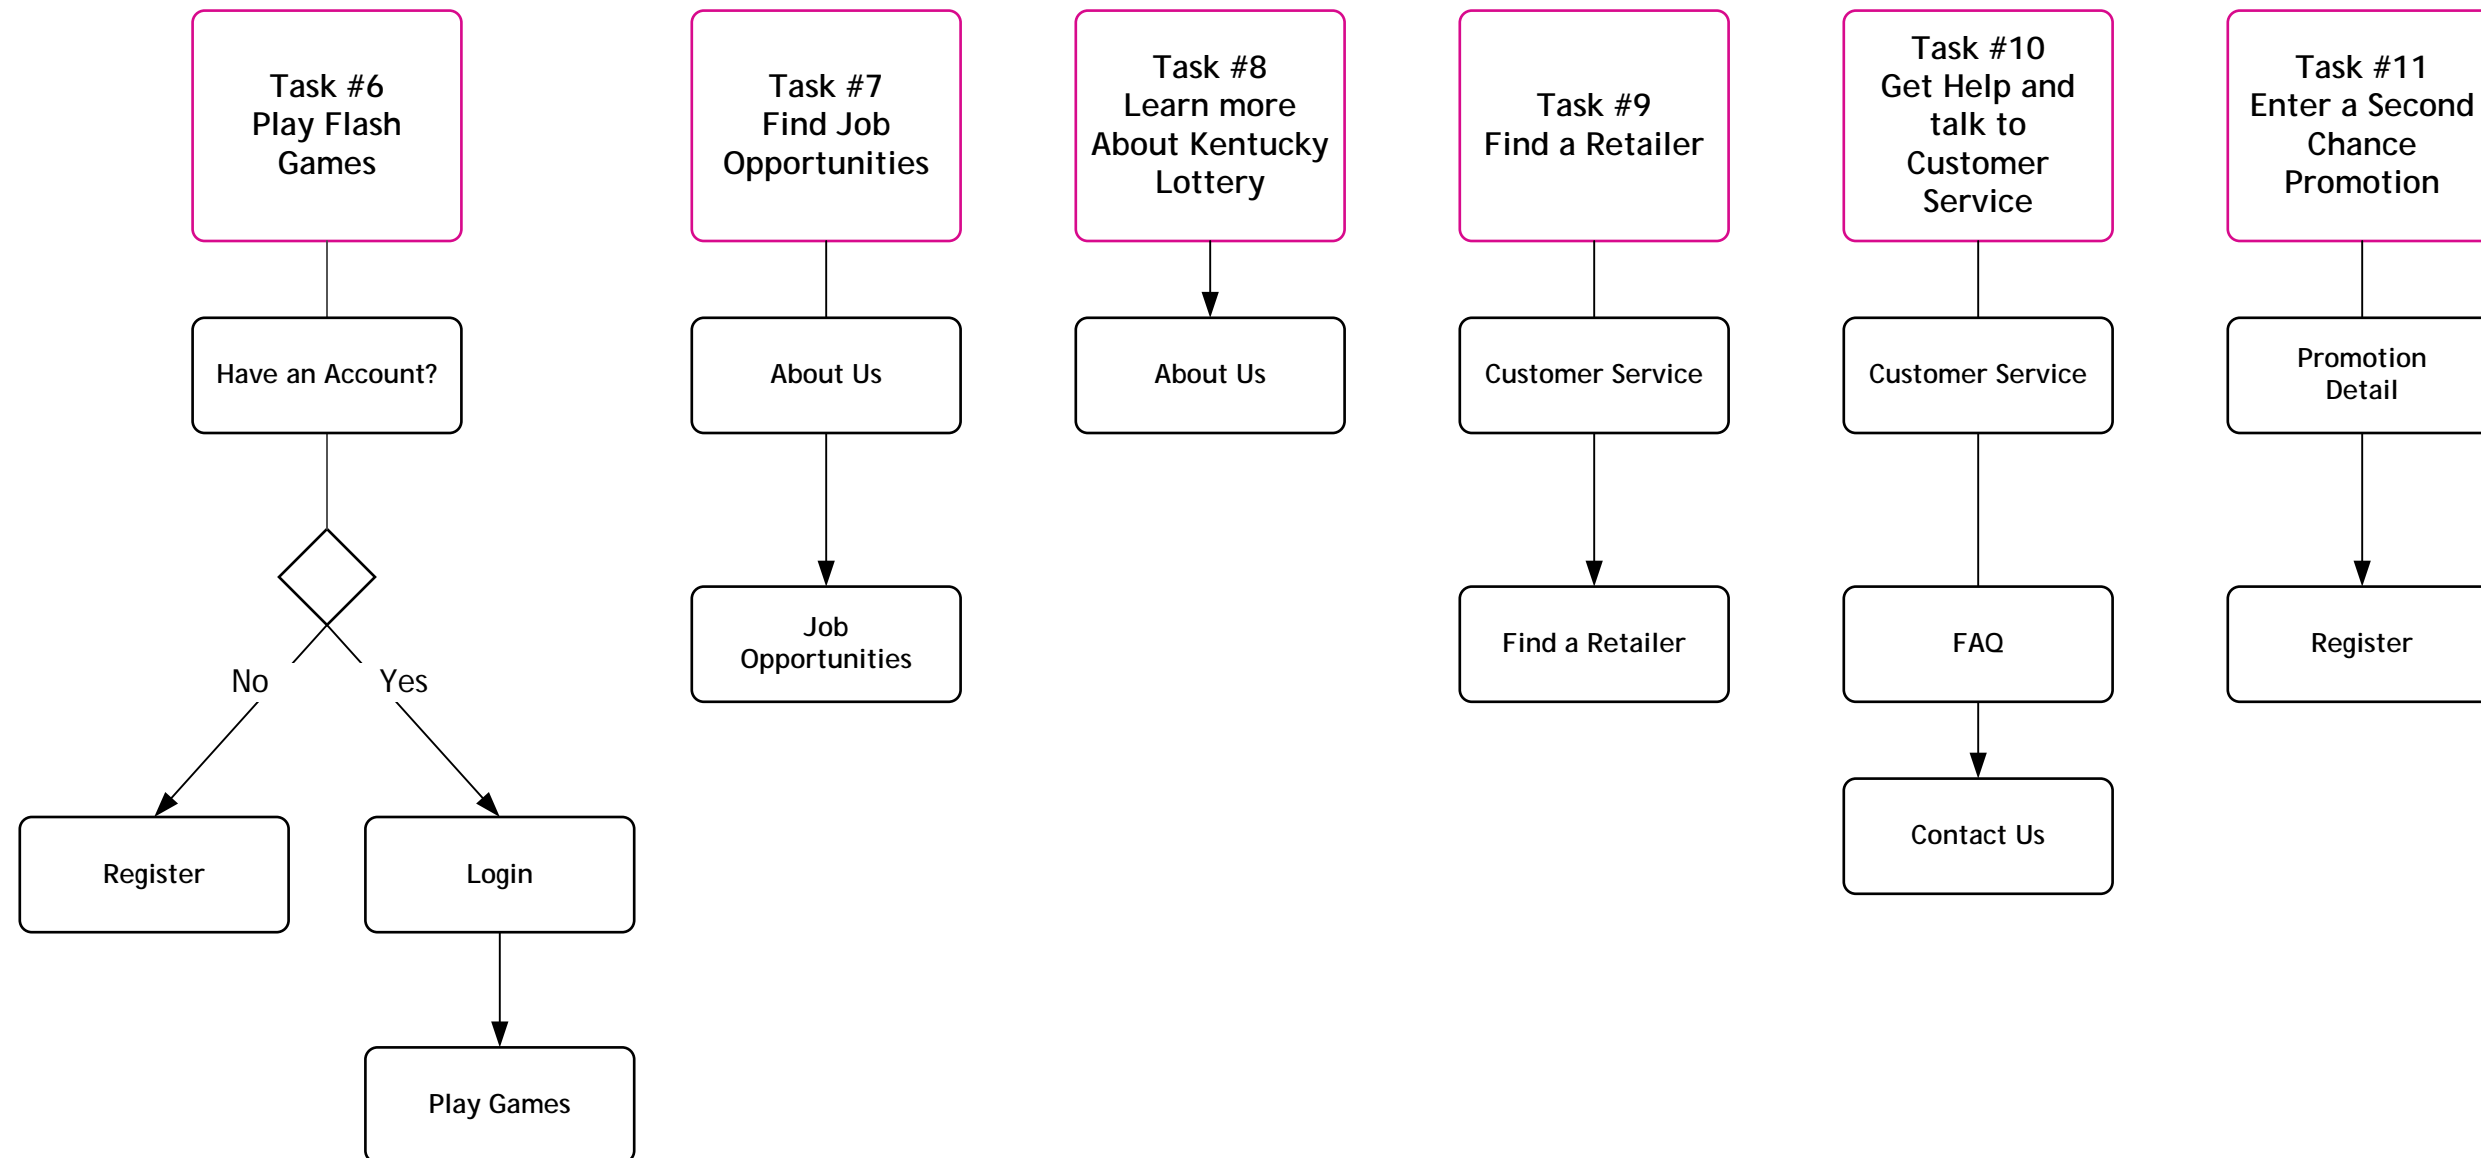 Task #6
Play Flash
Games
Task #7
Find Job
Opportunities
Task #8
Learn more
About Kentucky
Lottery
Task #9
Find a Retailer
Task #10
Get Help and
talk to
Customer
Service
Task #11
Enter a Second
Chance
Promotion
Have an Account?
About Us
About Us
Customer Service
Customer Service
Promotion
Detail
No
Yes
Job
Opportunities
Find a Retailer
FAQ
Register
Register
Login
Contact Us
Play Games